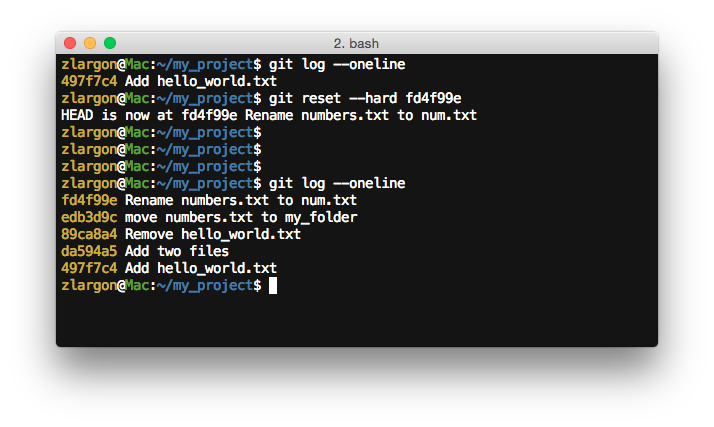 2. bash
zlargon@Mac:~/my_project$ git log --oneline
497f7c4 Add hello_world.txt
zlargon@Mac:~/my_project$ git reset --hard fd4f99e
HEAD is now at fd4f99e Rename numbers.txt to num.txt
zlargon@Mac:~/my_project$
zlargon@Mac:~/my_project$
zlargon@Mac:~/my_project$
zlargon@Mac:~/my_project$ git log --oneline
fd4f99e Rename numbers.txt to num.txt
edb3d9c move numbers.txt to my_folder
89ca8a4 Remove hello_world.txt
da594a5 Add two files
497f7c4 Add hello_world.txt
zlargon@Mac:~/my_project$